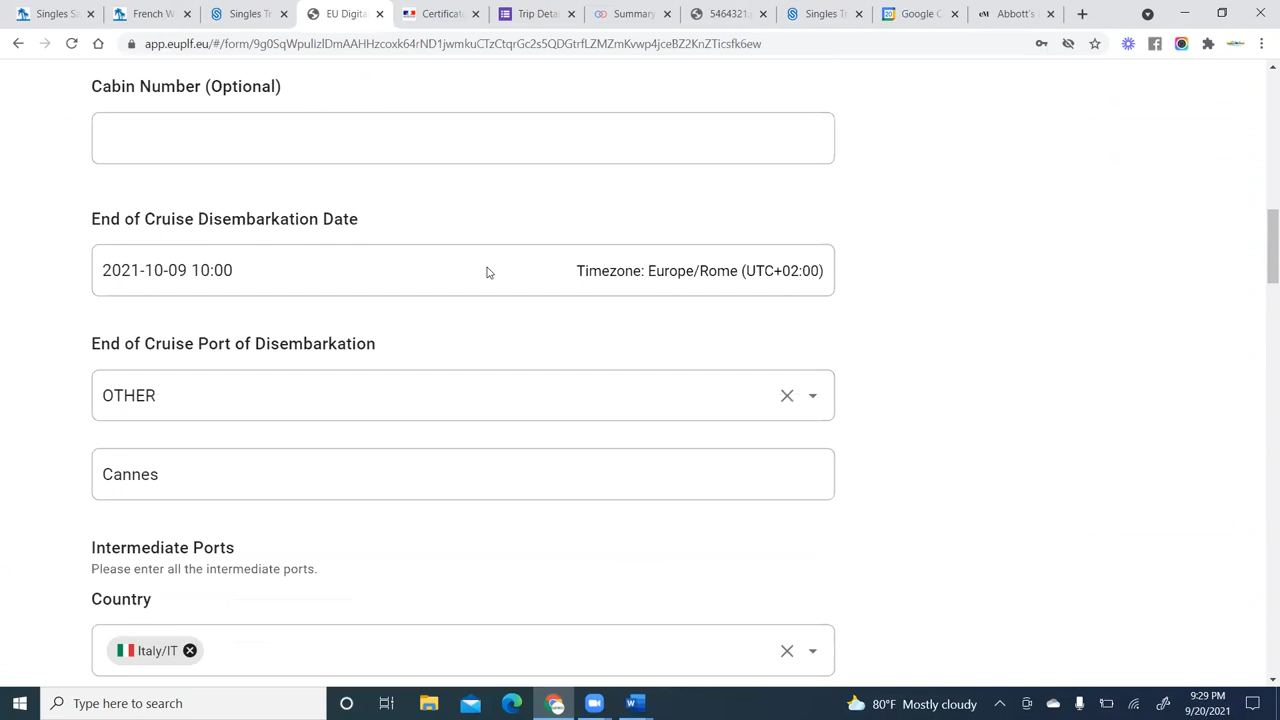 Singles Sa
French W
Singles Tr
EU Digita
Certificate
Trip Deta
Summary
5464321.p
Singles Te
Google C
Abbott's
app.euplf.eu/#/form/
Cabin Number (Optional)
End of Cruise Disembarkation Date
2021-10-09 10:00 Timezone: Europe/Rome (UTC+02:00)
End of Cruise Port of Disembarkation
OTHER
Cannes
Intermediate Ports
Please enter all the intermediate ports.
Country
Italy/IT
Type here to search
80°F Mostly cloudy
9:29 PM
9/20/2021